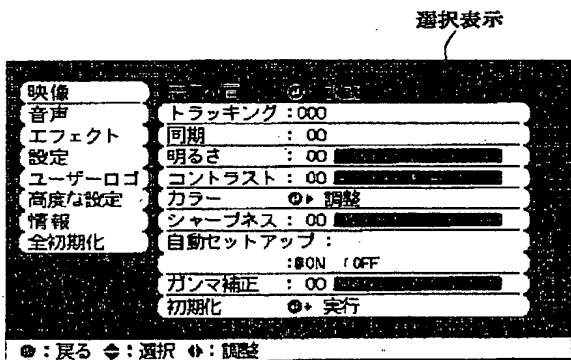 選択表示
映像
音声
エフェクト
設定
ユーザーロゴ
高度な設定
情報
全初期化
トラッキング:000
同期 : 00
明るさ : 00
コントラスト: 00
カラー 調整
シャープネス: 00
自動セットアップ :
:ON OFF
ガンマ補正 : 00
初期化 実行
:戻る :選択 :調整